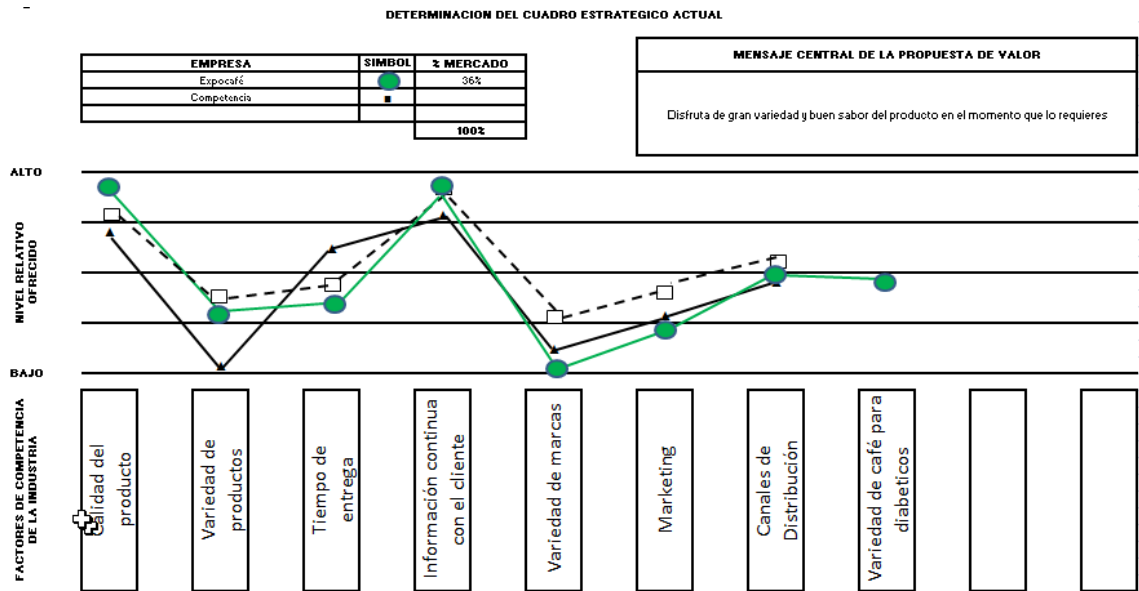 DETERMINACION DEL CUADRO ESTRATEGICO ACTUAL
EMPRESA SIMBOL % MERCADO
Expocafé 36%
Competencia
100%
MENSAJE CENTRAL DE LA PROPUESTA DE VALOR
Disfruta de gran variedad y buen sabor del producto en el momento que lo requieres
ALTO
NIVEL RELATIVO
OFRECIDO
BAJO
FACTORES DE COMPETENCIA
DE LA INDUSTRIA
Calidad del
producto
Variedad de
productos
Tiempo de
entrega
Información continua
con el cliente
Variedad de marcas
Marketing
Canales de
Distribución
Variedad de café para
diabeticos